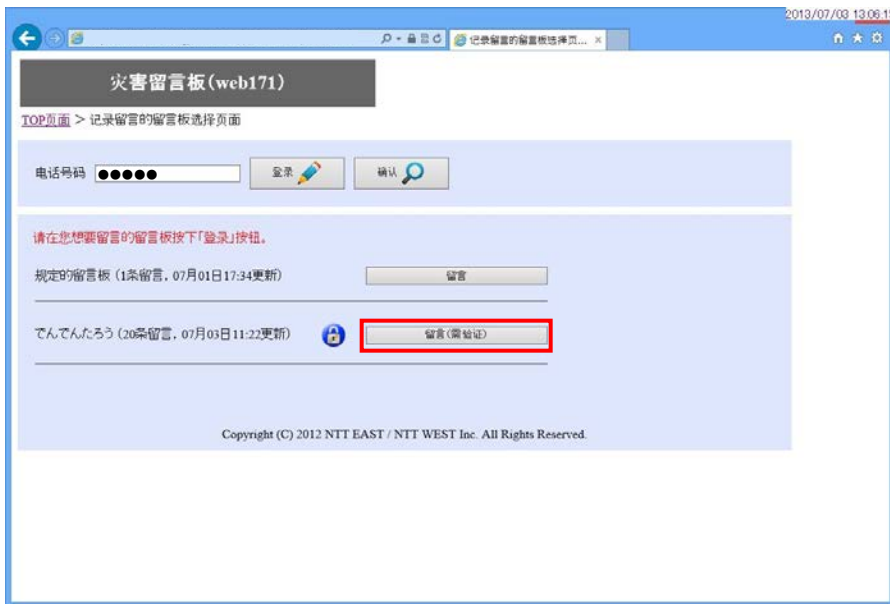 2013/07/03 13:06:15
记录留言的留言板选择页...
灾害留言板(web171)
TOP页面 > 记录留言的留言板选择页面
电话号码 ●●●●● 登录 确认
请在您想要留言的留言板按下「登录」按钮。
规定的留言板 (1条留言, 07月01日17:34更新) 留言
でんでんたろう (20条留言, 07月03日11:22更新) 留言(需验证)
Copyright (C) 2012 NTT EAST / NTT WEST Inc. All Rights Reserved.